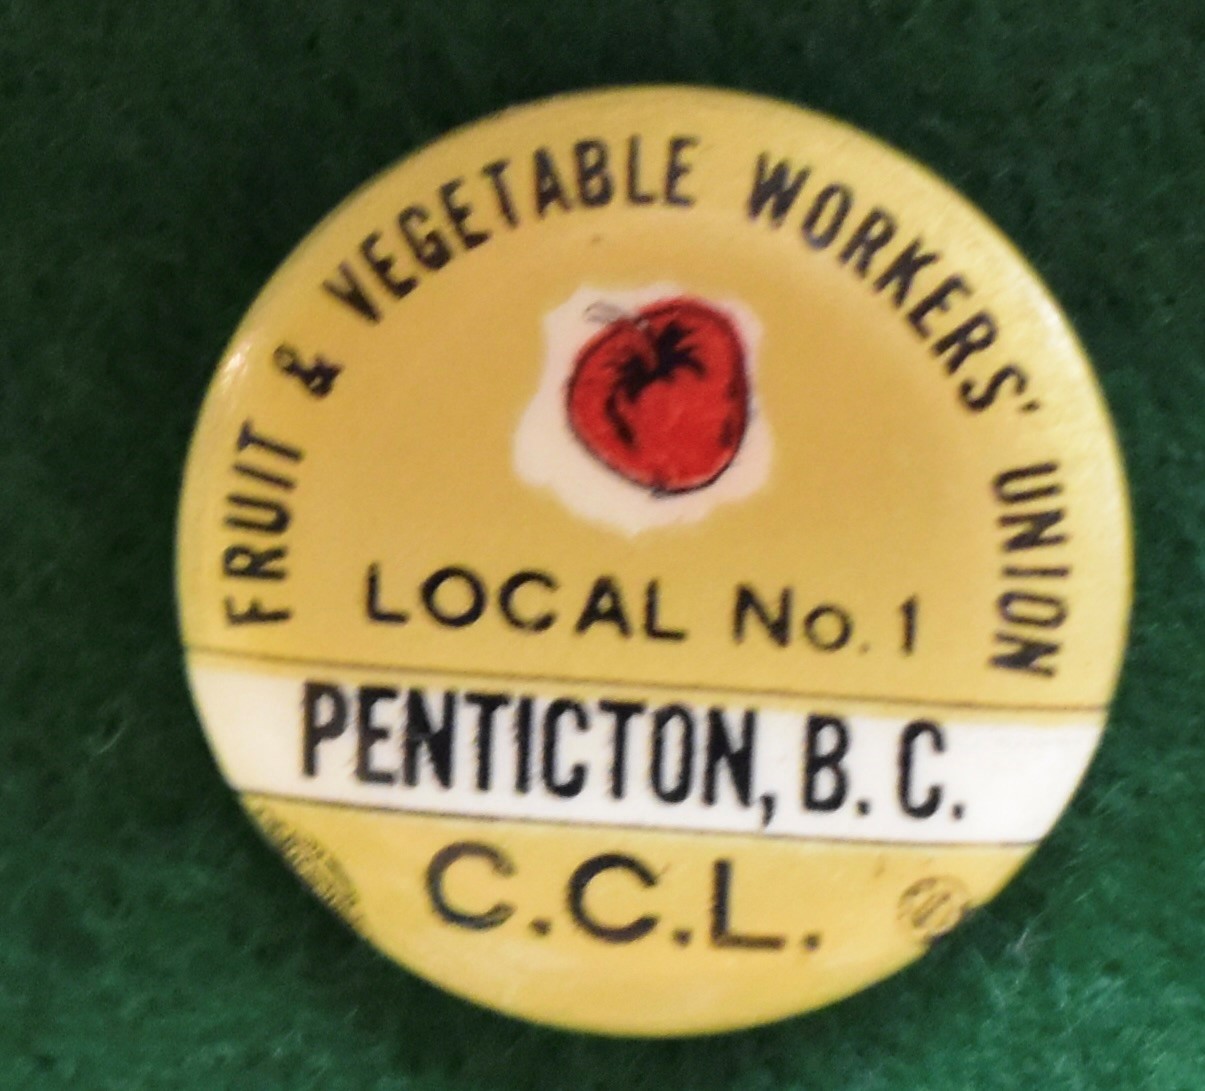 FRUIT & VEGETABLE WORKERS' UNION
LOCAL No. 1
PENTICTON, B. C.
C.C.L.